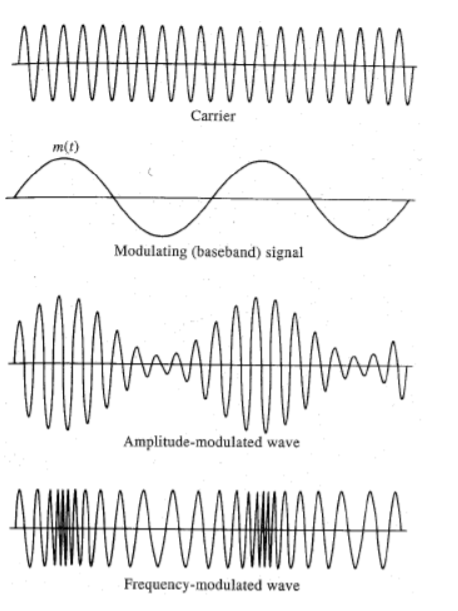 Carrier
m(t)
Modulating (baseband) signal
Amplitude-modulated wave
Frequency-modulated wave